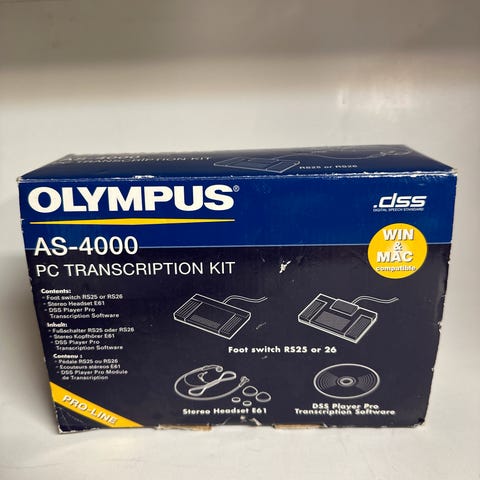 AS-4000
PC TRANSCRIPTION KIT
RS25 or RS26
OLYMPUS®
.dss
DIGITAL SPEECH STANDARD
AS-4000
PC TRANSCRIPTION KIT
WIN
&
MAC
compatible
Contents:
- Foot switch RS25 or RS26
- Stereo Headset E61
- DSS Player Pro
Transcription Software
Inhalt:
- Fußschalter RS25 oder RS26
- Stereo Kopfhörer E61
- DSS Player Pro
Transcription Software
Contenu :
- Pédale RS25 ou RS26
- Ecouteurs stéréos E61
- DSS Player Pro Module
de Transcription
Foot switch RS25 or 26
Stereo Headset E61
DSS Player Pro
Transcription Software
PRO-LINE